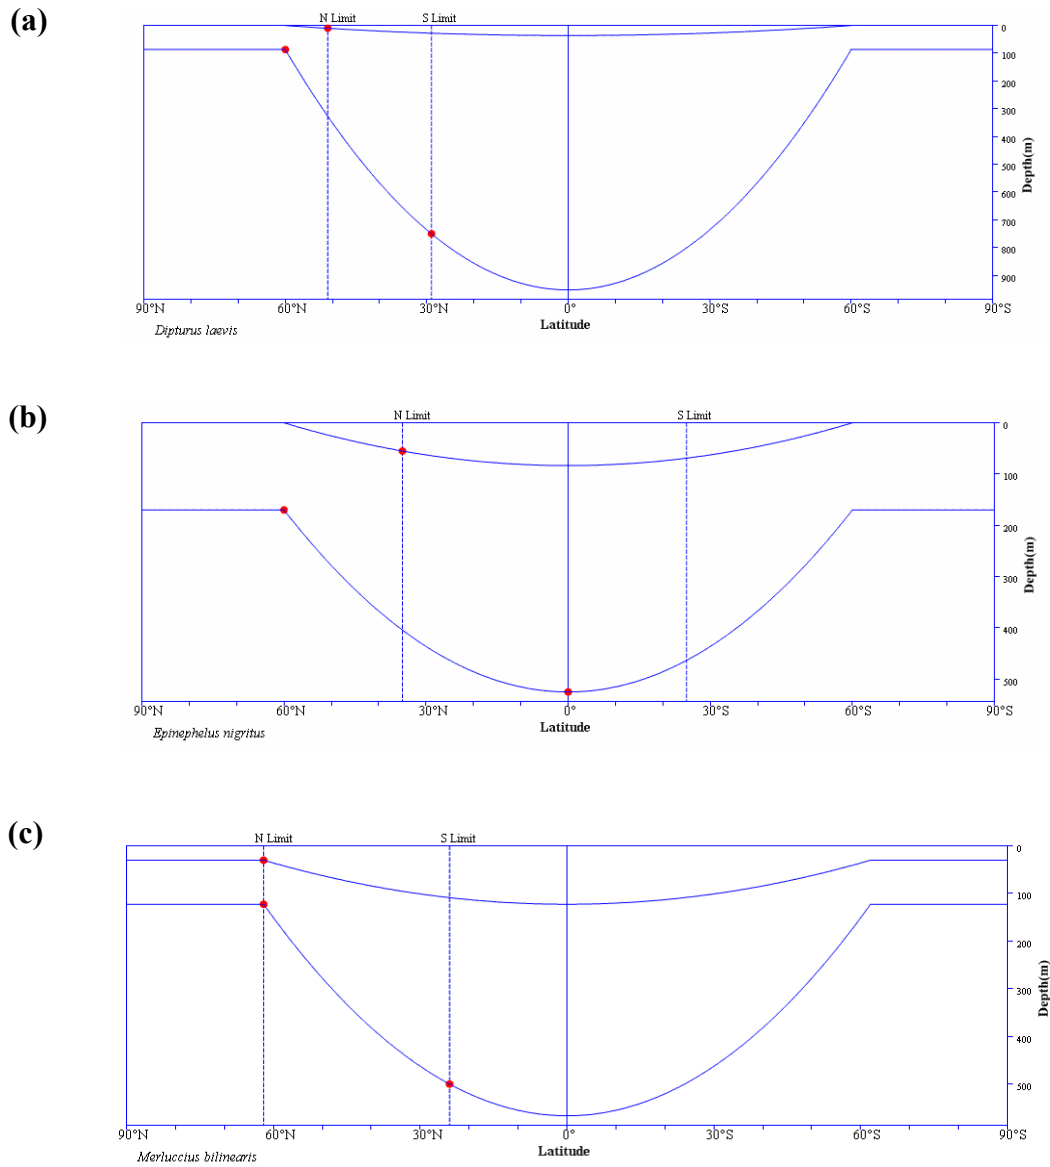 (a)
N Limit S Limit
0
100
200
300
400
500
600
700
800
900
Depth(m)
90°N 60°N 30°N 0° 30°S 60°S 90°S
Latitude
Dipturus laevis
(b)
N Limit S Limit
0
100
200
300
400
500
Depth(m)
90°N 60°N 30°N 0° 30°S 60°S 90°S
Latitude
Epinephelus nigritus
(c)
N Limit S Limit
0
100
200
300
400
500
Depth(m)
90°N 60°N 30°N 0° 30°S 60°S 90°S
Latitude
Merluccius bilinearis